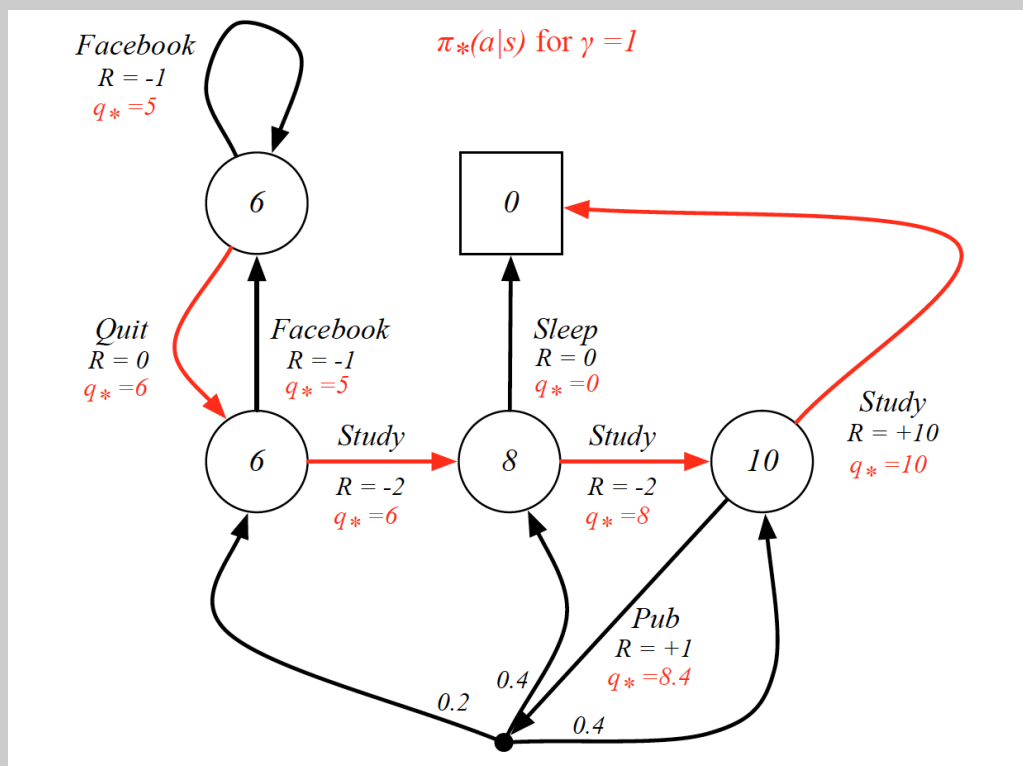 Facebook
R = -1
q* =5
π*(a|s) for γ =1
6
0
Quit
R = 0
q* =6
Facebook
R = -1
q* =5
Sleep
R = 0
q* =0
Study
R = +10
q* =10
6
Study
R = -2
q* =6
8
Study
R = -2
q* =8
10
Pub
R = +1
q* =8.4
0.2
0.4
0.4